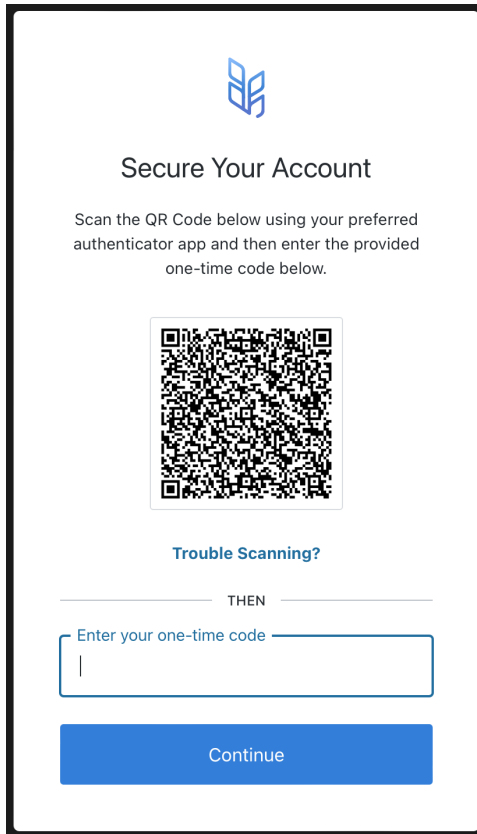 Secure Your Account
Scan the QR Code below using your preferred
authenticator app and then enter the provided
one-time code below.
Trouble Scanning?
THEN
Enter your one-time code
Continue